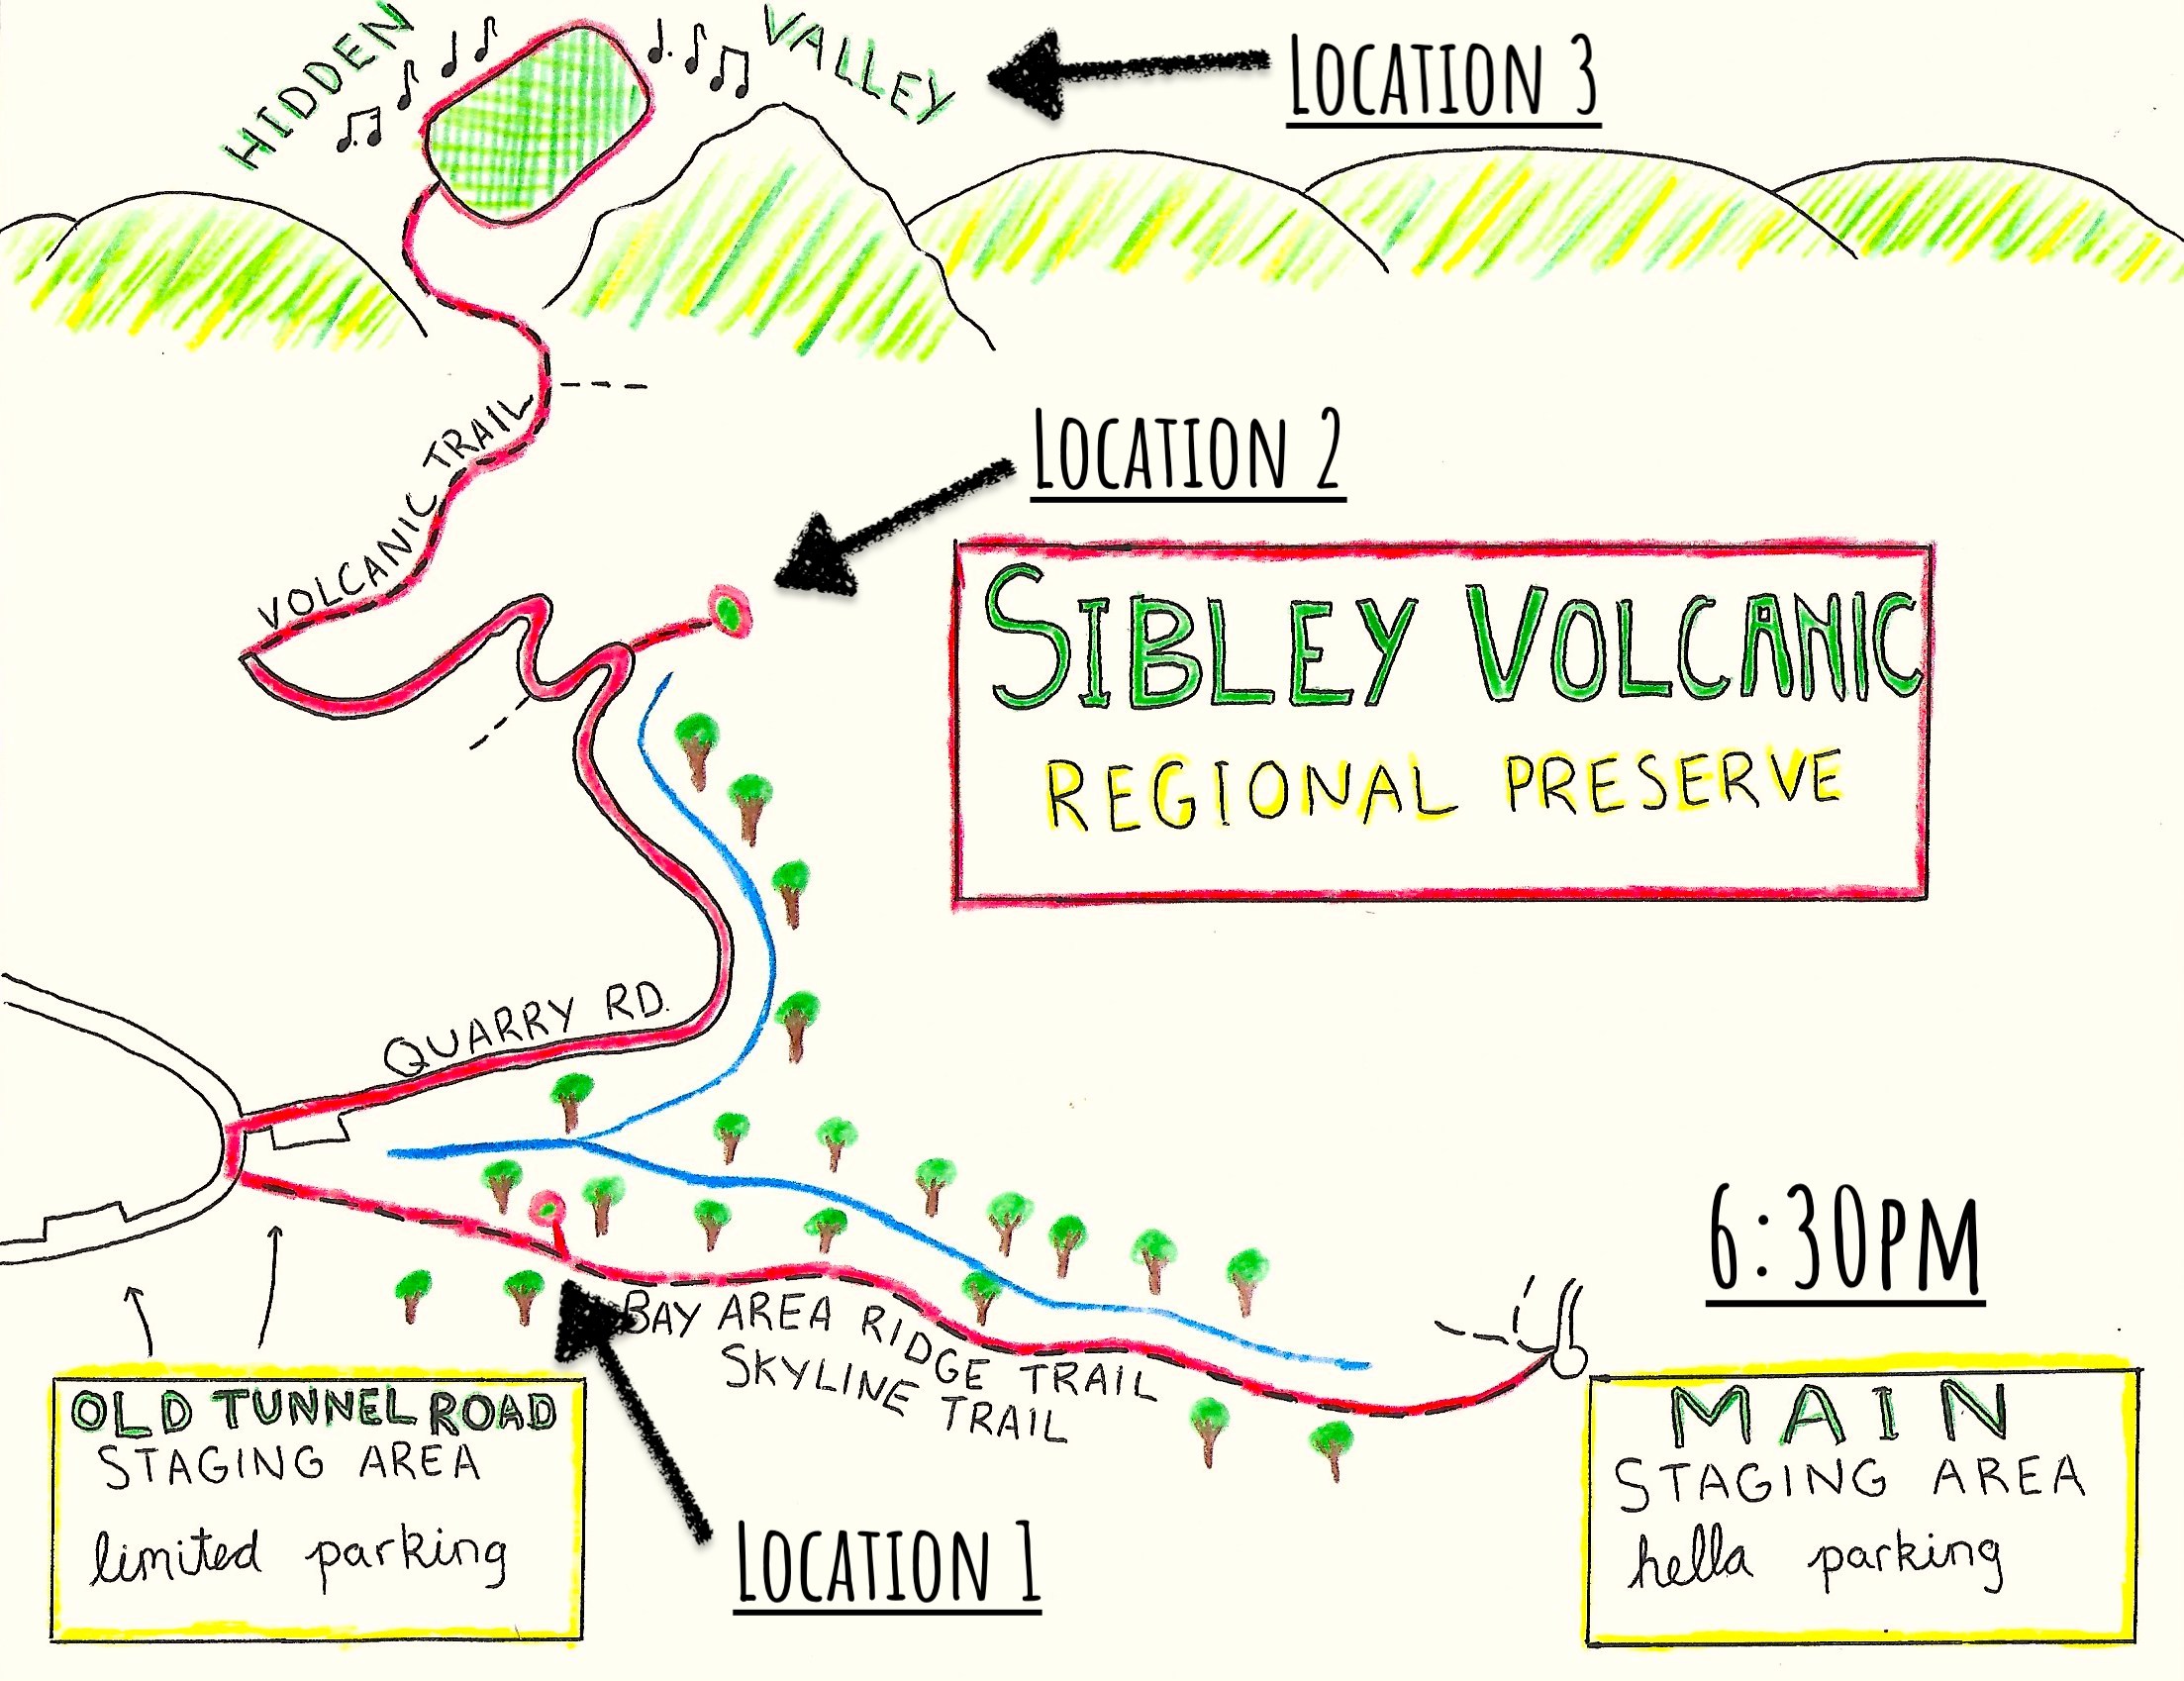 HIDDEN VALLEY
LOCATION 3
VOLCANIC TRAIL
LOCATION 2
SIBLEY VOLCANIC
REGIONAL PRESERVE
QUARRY RD.
6:30PM
BAY AREA RIDGE TRAIL
SKYLINE TRAIL
OLD TUNNEL ROAD
STAGING AREA
limited parking
LOCATION 1
MAIN
STAGING AREA
hella parking